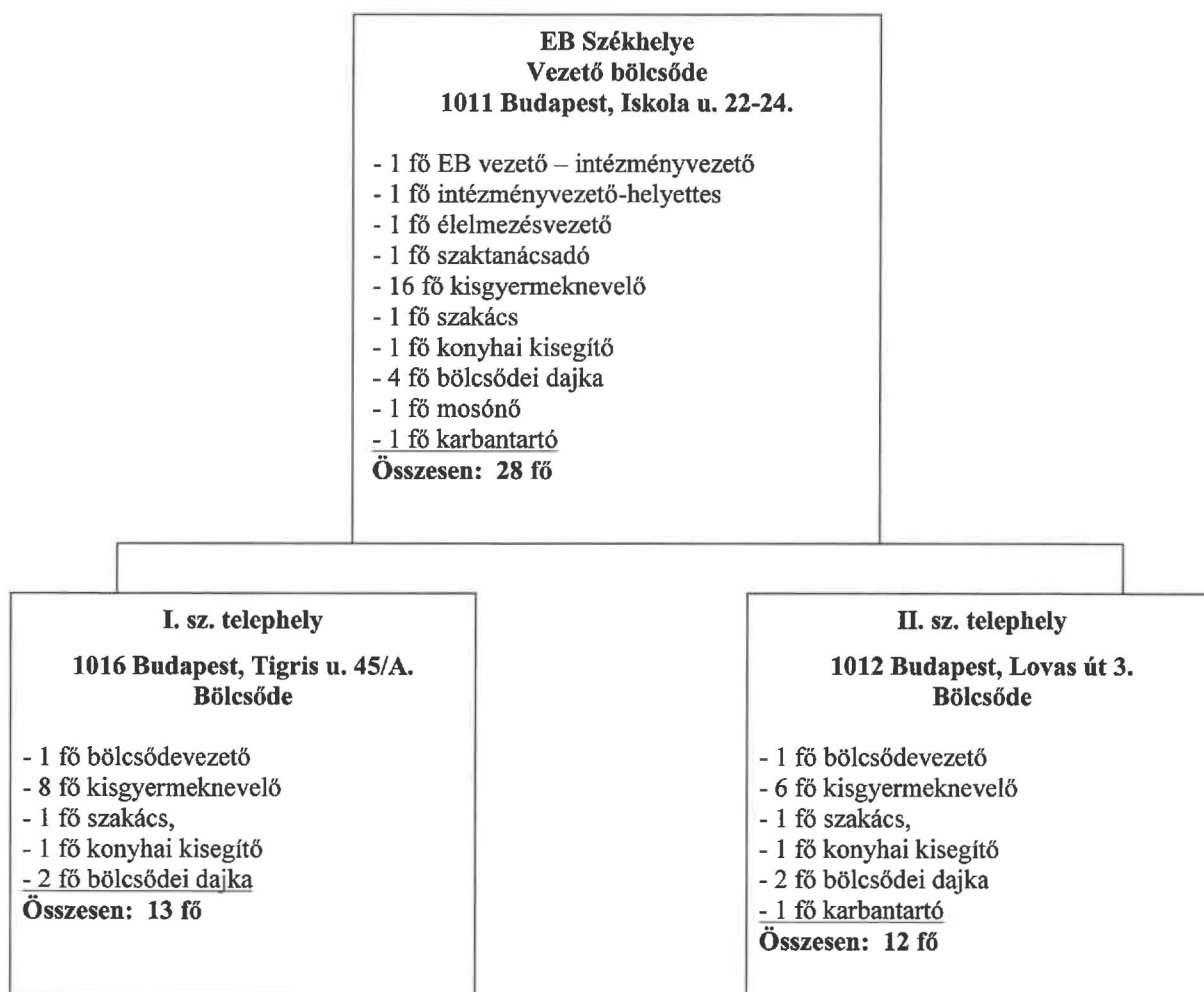 EB Székhelye
Vezető bölcsőde
1011 Budapest, Iskola u. 22-24.
- 1 fő EB vezető – intézményvezető
- 1 fő intézményvezető-helyettes
- 1 fő élelmezésvezető
- 1 fő szaktanácsadó
- 16 fő kisgyermeknevelő
- 1 fő szakács
- 1 fő konyhai kisegítő
- 4 fő bölcsődei dajka
- 1 fő mosónő
- 1 fő karbantartó
Összesen: 28 fő
I. sz. telephely
1016 Budapest, Tigris u. 45/A.
Bölcsőde
- 1 fő bölcsődevezető
- 8 fő kisgyermeknevelő
- 1 fő szakács,
- 1 fő konyhai kisegítő
- 2 fő bölcsődei dajka
Összesen: 13 fő
II. sz. telephely
1012 Budapest, Lovas út 3.
Bölcsőde
- 1 fő bölcsődevezető
- 6 fő kisgyermeknevelő
- 1 fő szakács,
- 1 fő konyhai kisegítő
- 2 fő bölcsődei dajka
- 1 fő karbantartó
Összesen: 12 fő